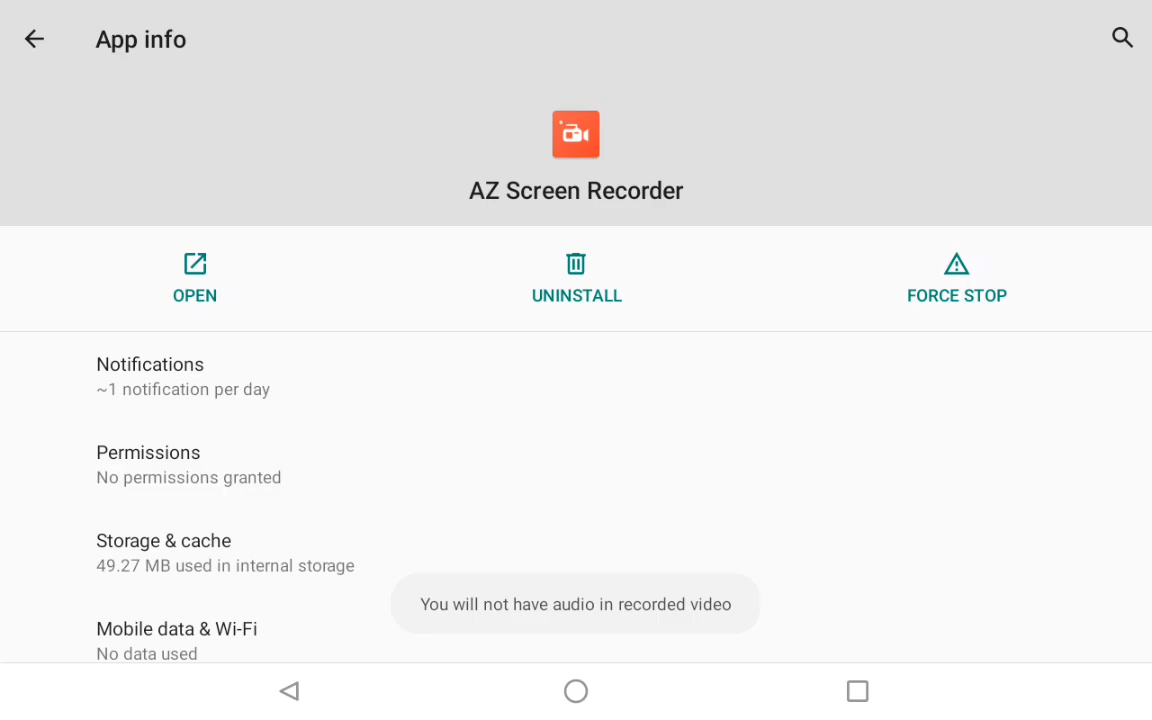 App info
AZ Screen Recorder
OPEN
UNINSTALL
FORCE STOP
Notifications
~1 notification per day
Permissions
No permissions granted
Storage & cache
49.27 MB used in internal storage
You will not have audio in recorded video
Mobile data & Wi-Fi
No data used